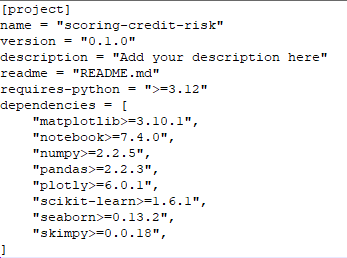 [project]
name = "scoring-credit-risk"
version = "0.1.0"
description = "Add your description here"
readme = "README.md"
requires-python = ">=3.12"
dependencies = [
    "matplotlib>=3.10.1",
    "notebook>=7.4.0",
    "numpy>=2.2.5",
    "pandas>=2.2.3",
    "plotly>=6.0.1",
    "scikit-learn>=1.6.1",
    "seaborn>=0.13.2",
    "skimpy>=0.0.18",
]